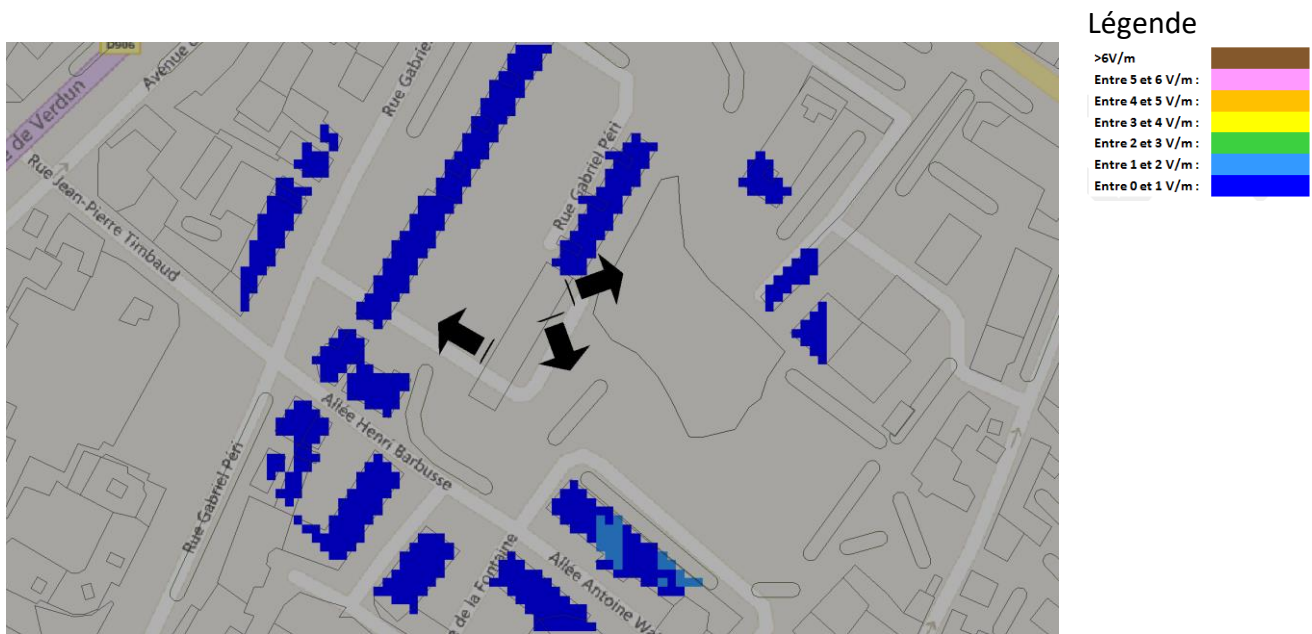 Légende
>6V/m
Entre 5 et 6 V/m :
Entre 4 et 5 V/m :
Entre 3 et 4 V/m :
Entre 2 et 3 V/m :
Entre 1 et 2 V/m :
Entre 0 et 1 V/m :
D906
Avenue
de Verdun
Rue Gabriel
Rue Jean-Pierre Timbaud
Rue Gabriel Péri
Allée Henri Barbusse
Rue Gabriel Péri
de la Fontaine
Allée Antoine